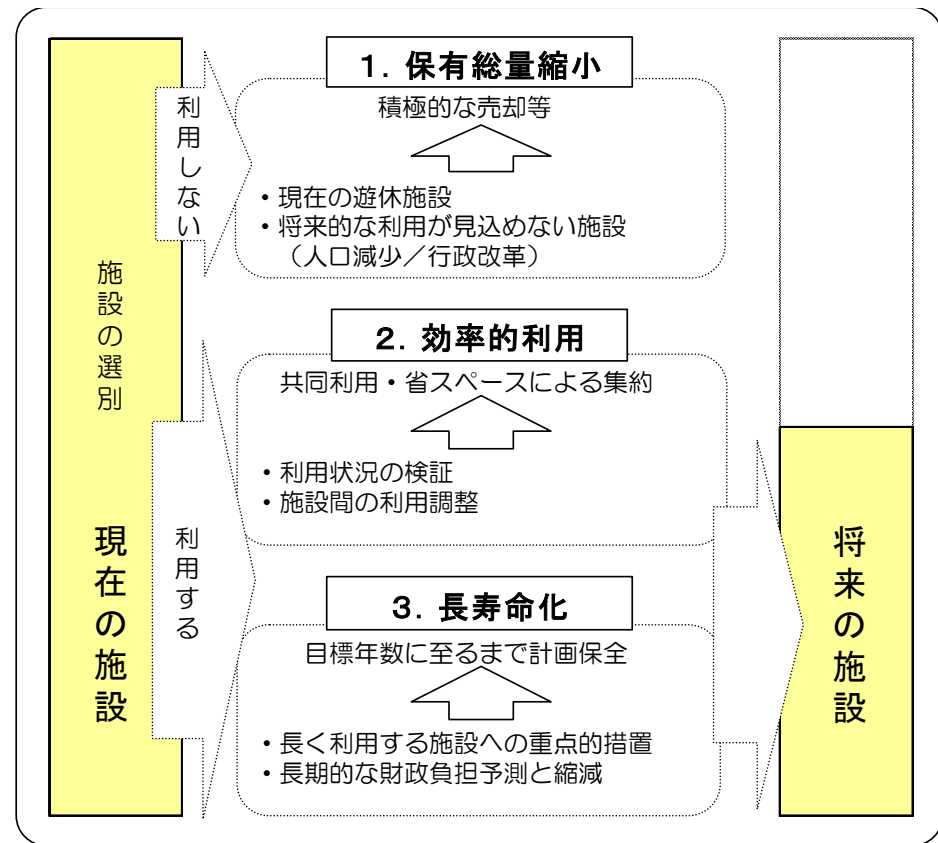 施設の選別
現在の施設
利用しない
利用する
１．保有総量縮小
積極的な売却等
・現在の遊休施設
・将来的な利用が見込めない施設
（人口減少／行政改革）
２．効率的利用
共同利用・省スペースによる集約
・利用状況の検証
・施設間の利用調整
３．長寿命化
目標年数に至るまで計画保全
・長く利用する施設への重点的措置
・長期的な財政負担予測と縮減
将来の施設